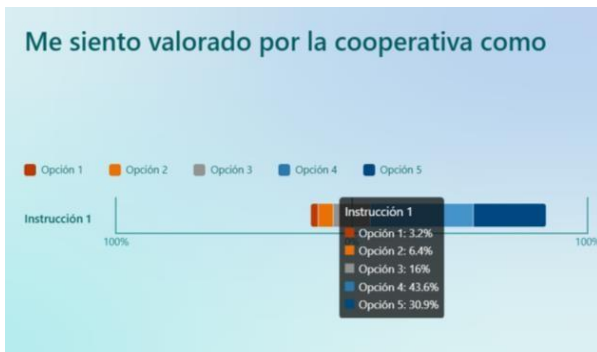 Me siento valorado por la cooperativa como
Opción 1 Opción 2 Opción 3 Opción 4 Opción 5
Instrucción 1
Instrucción 1
Opción 1: 3.2%
Opción 2: 6.4%
Opción 3: 16%
Opción 4: 43.6%
Opción 5: 30.9%
100% 100%